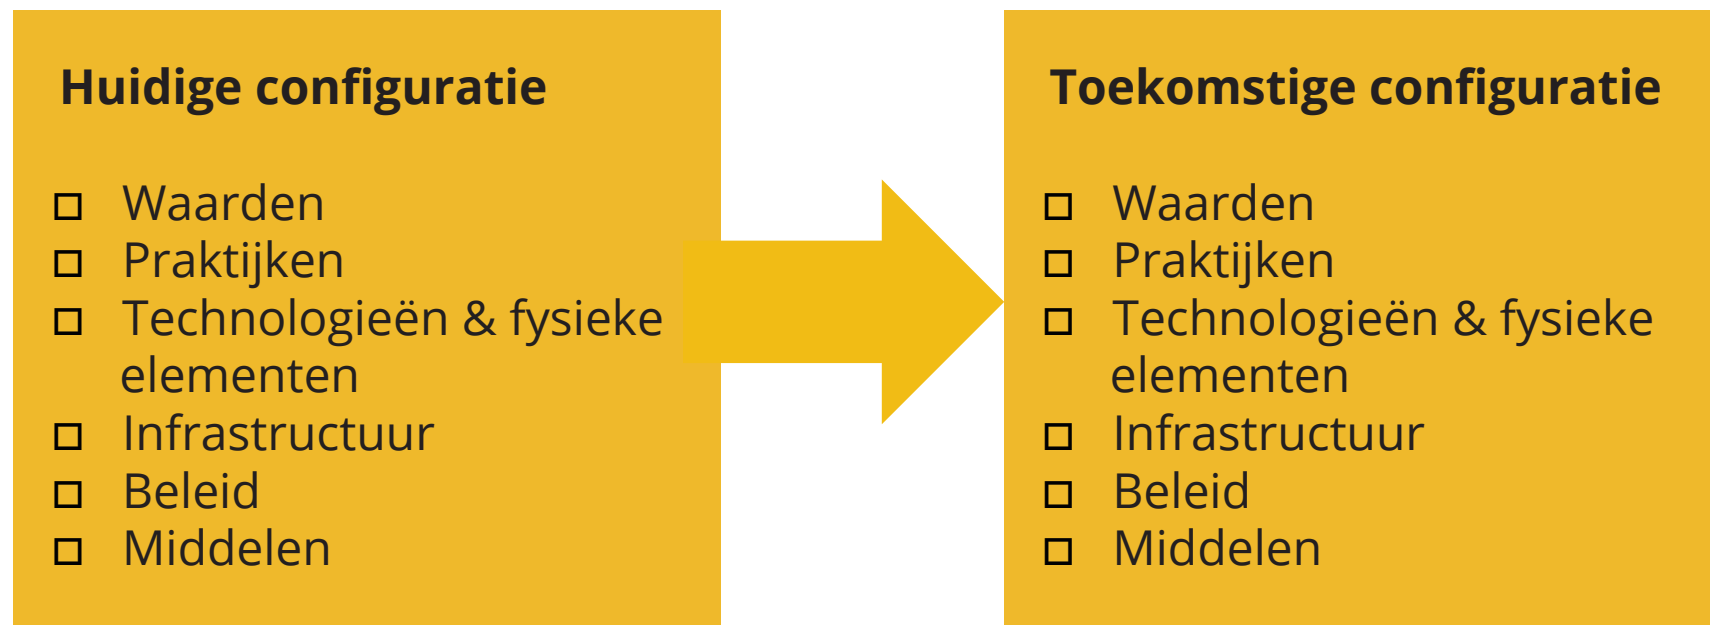 Huidige configuratie
Waarden
Praktijken
Technologieën & fysieke
elementen
Infrastructuur
Beleid
Middelen
Toekomstige configuratie
Waarden
Praktijken
Technologieën & fysieke
elementen
Infrastructuur
Beleid
Middelen